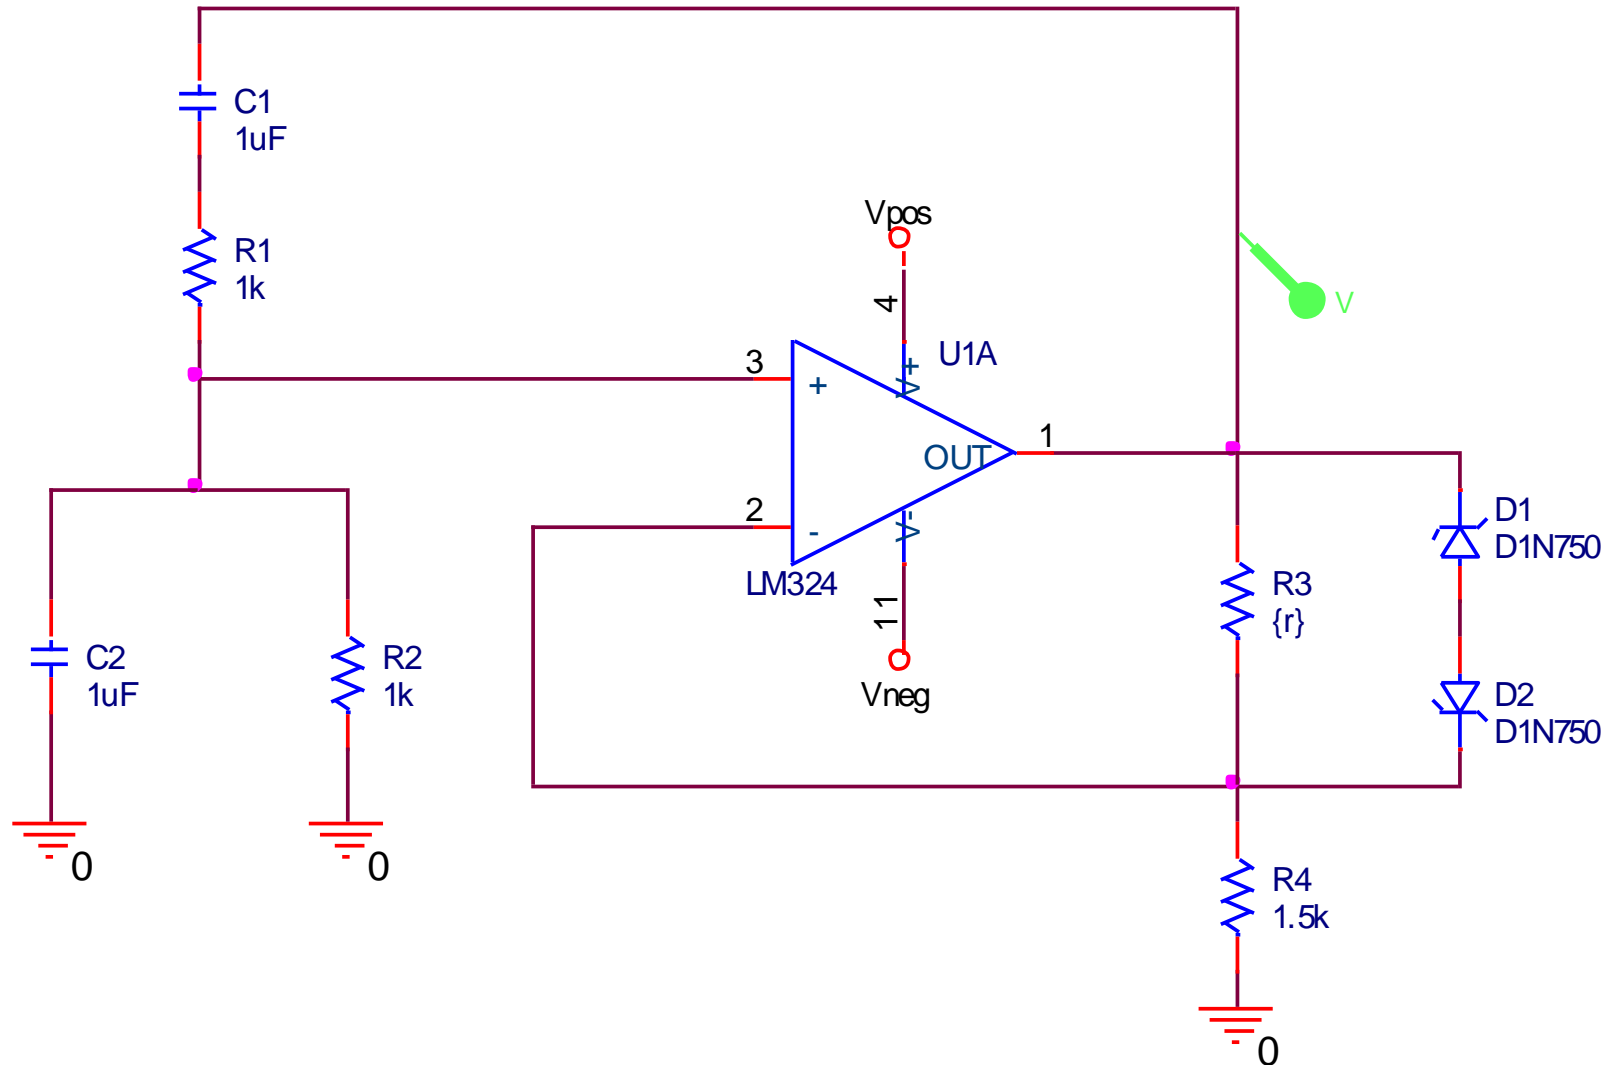 C1
1uF
R1
1k
Vpos
4
V+
U1A
V
3
+
OUT
1
2
-
V-
LM324
11
Vneg
D1
D1N750
R3
{r}
C2
1uF
R2
1k
D2
D1N750
0
0
R4
1.5k
0